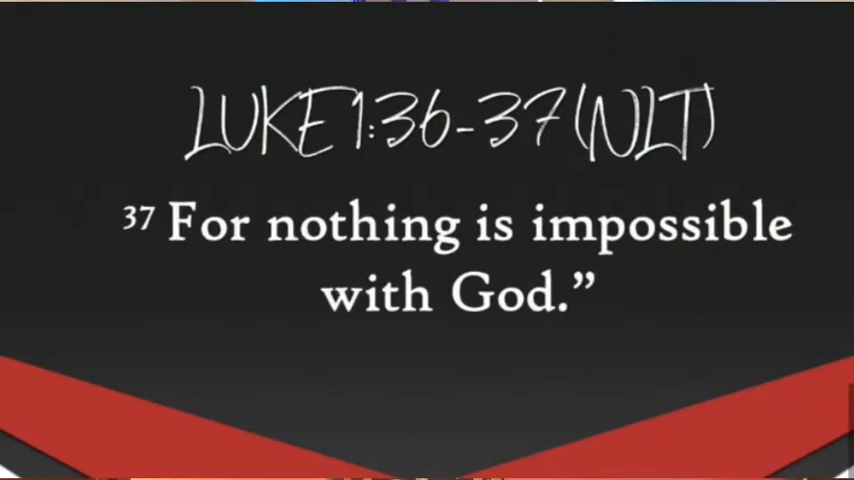 LUKE 1:36-37 (NLT)
³⁷ For nothing is impossible
with God.”